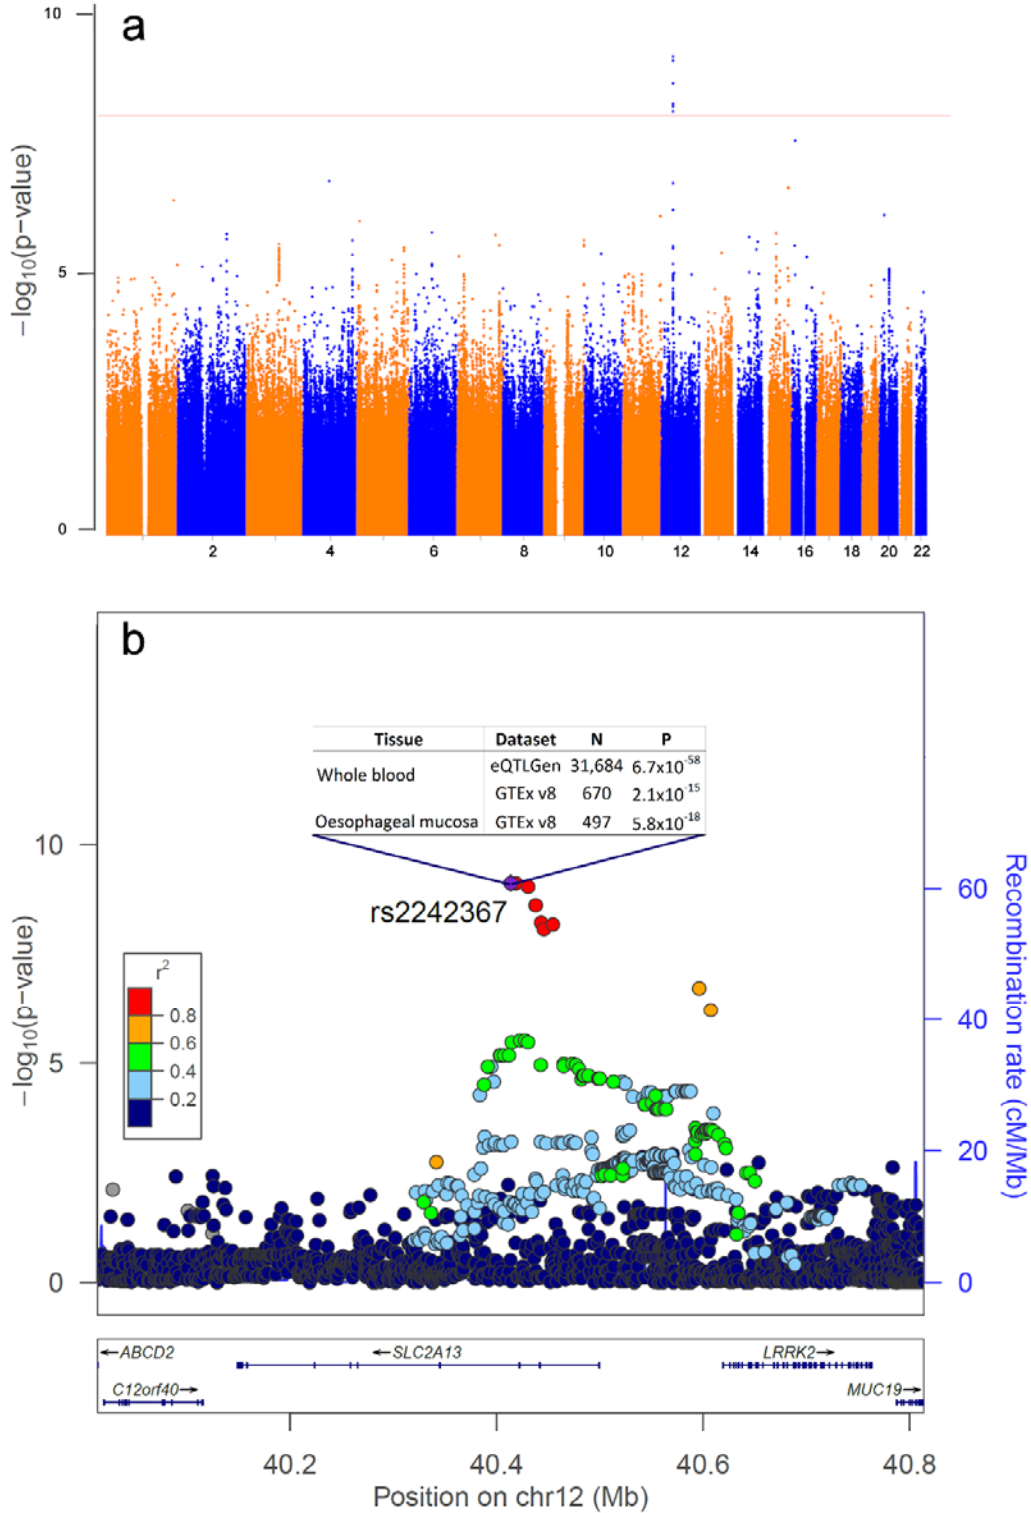 a
10
5
0
−log10(p−value)
2 4 6 8 10 12 14 16 18 20 22
b
Tissue Dataset N P
Whole blood eQTLGen 31,684 6.7x10-58
GTEx v8 670 2.1x10-15
Oesophageal mucosa GTEx v8 497 5.8x10-18
rs2242367
r2
0.8
0.6
0.4
0.2
10
5
0
−log10(p−value)
60
40
20
0
Recombination rate (cM/Mb)
←ABCD2
←SLC2A13
LRRK2→
C12orf40→
MUC19→
40.2 40.4 40.6 40.8
Position on chr12 (Mb)